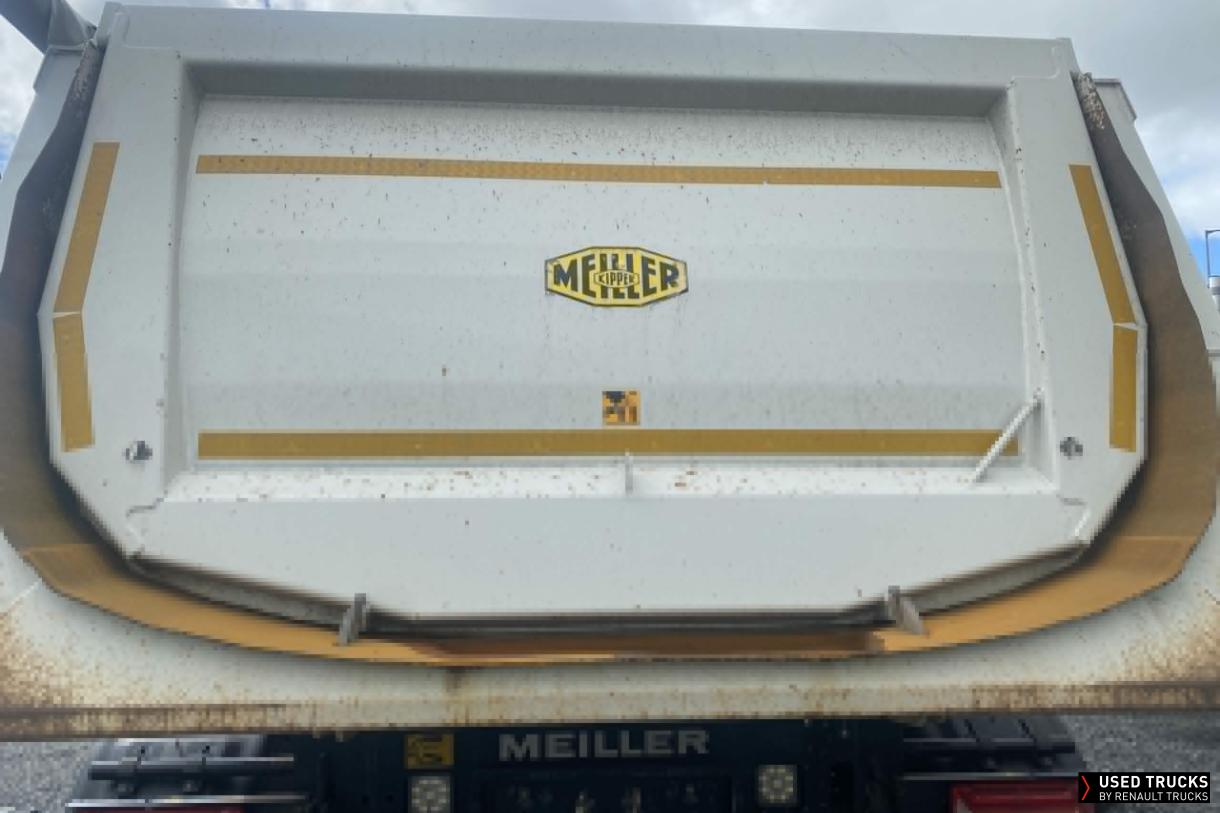 MEILLER
KIPPER
MEILLER
USED TRUCKS
BY RENAULT TRUCKS